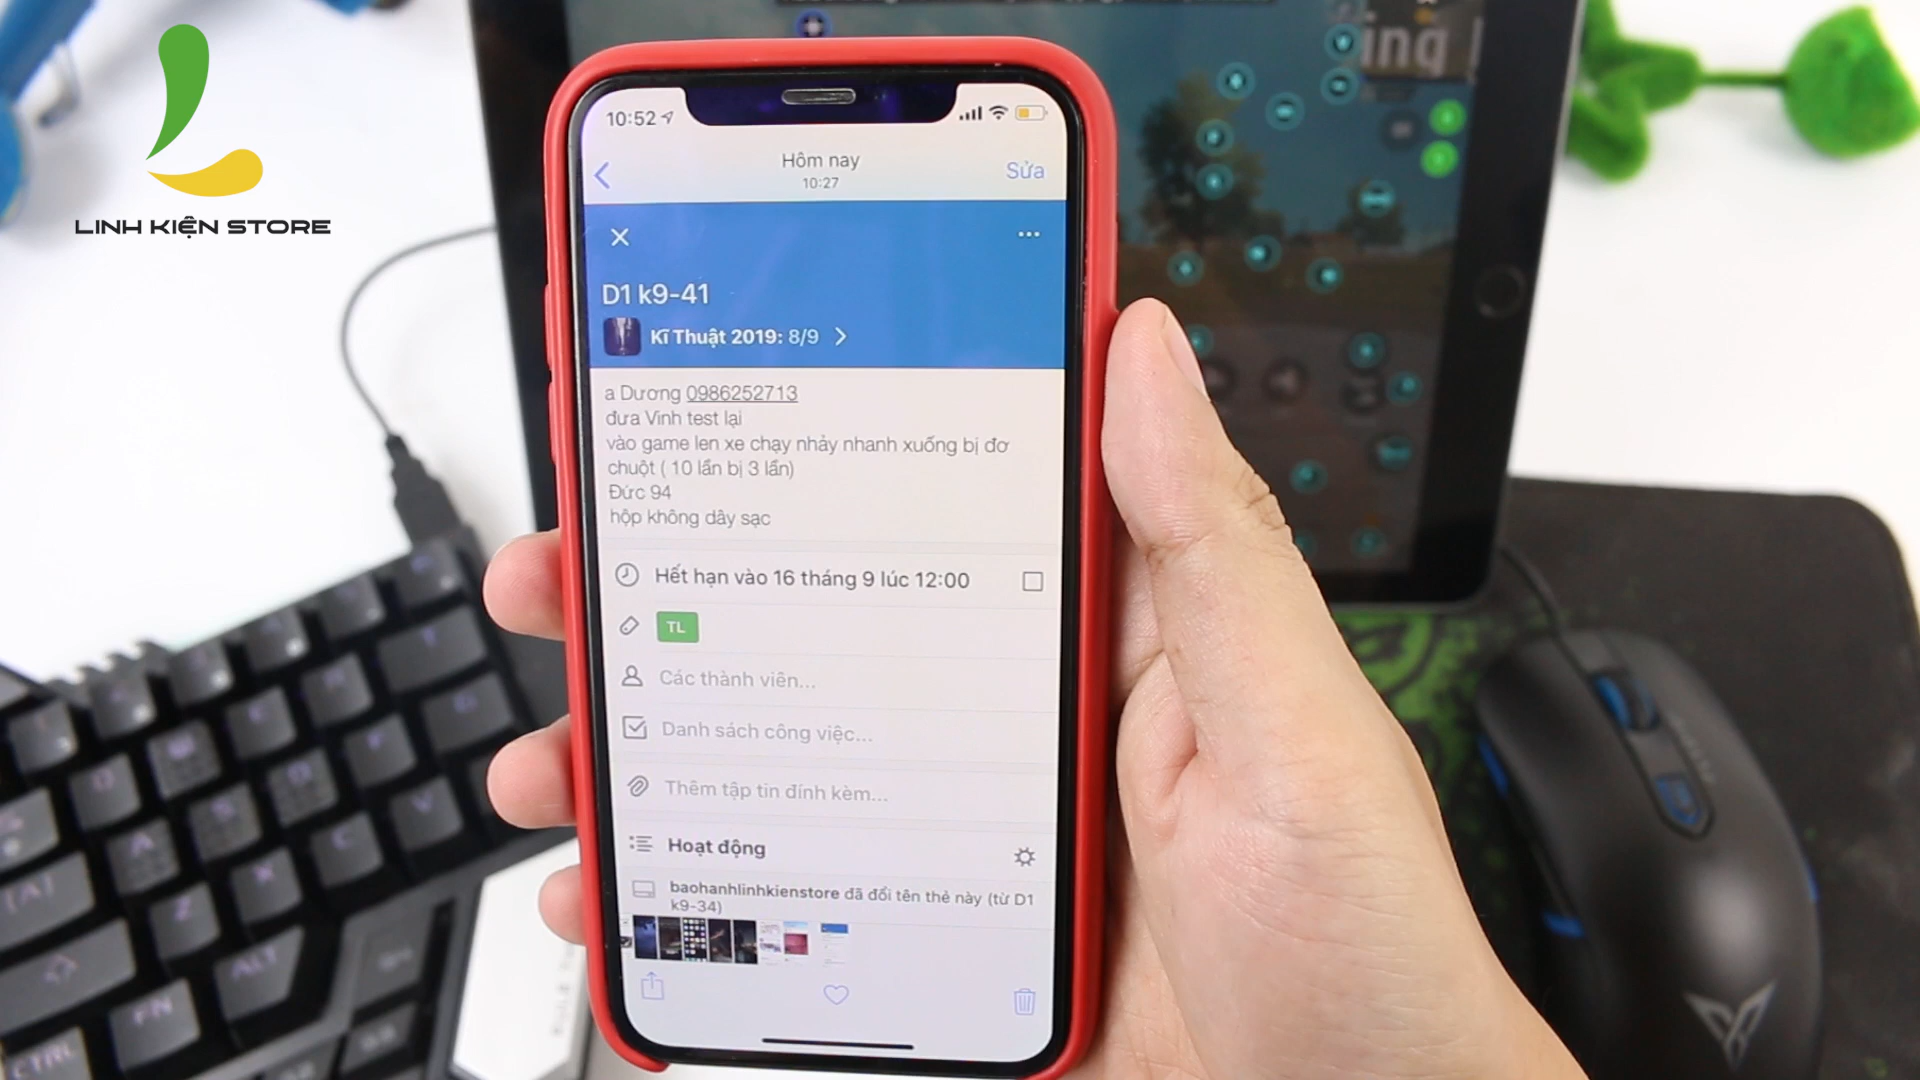 LINH KIỆN STORE
ing
10:52
Hôm nay
10:27
Sửa
D1 k9-41
Kĩ Thuật 2019: 8/9
a Dương 0986252713
đưa Vinh test lại
vào game len xe chạy nhảy nhanh xuống bị đơ
chuột ( 10 lần bị 3 lần)
Đức 94
hộp không dây sạc
Hết hạn vào 16 tháng 9 lúc 12:00
TL
Các thành viên...
Danh sách công việc...
Thêm tập tin đính kèm...
Hoạt động
baohanhlinhkienstore đã đổi tên thẻ này (từ D1
k9-34)
Q
A
S
D
F
Z
X
C
V
ALT
FN
CTRL